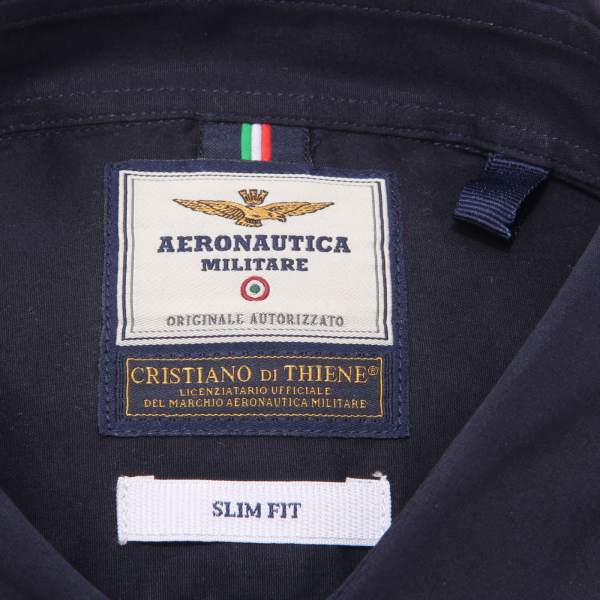 AERONAUTICA
MILITARE
ORIGINALE AUTORIZZATO
CRISTIANO DI THIENE®
LICENZIATARIO UFFICIALE
DEL MARCHIO AERONAUTICA MILITARE
SLIM FIT